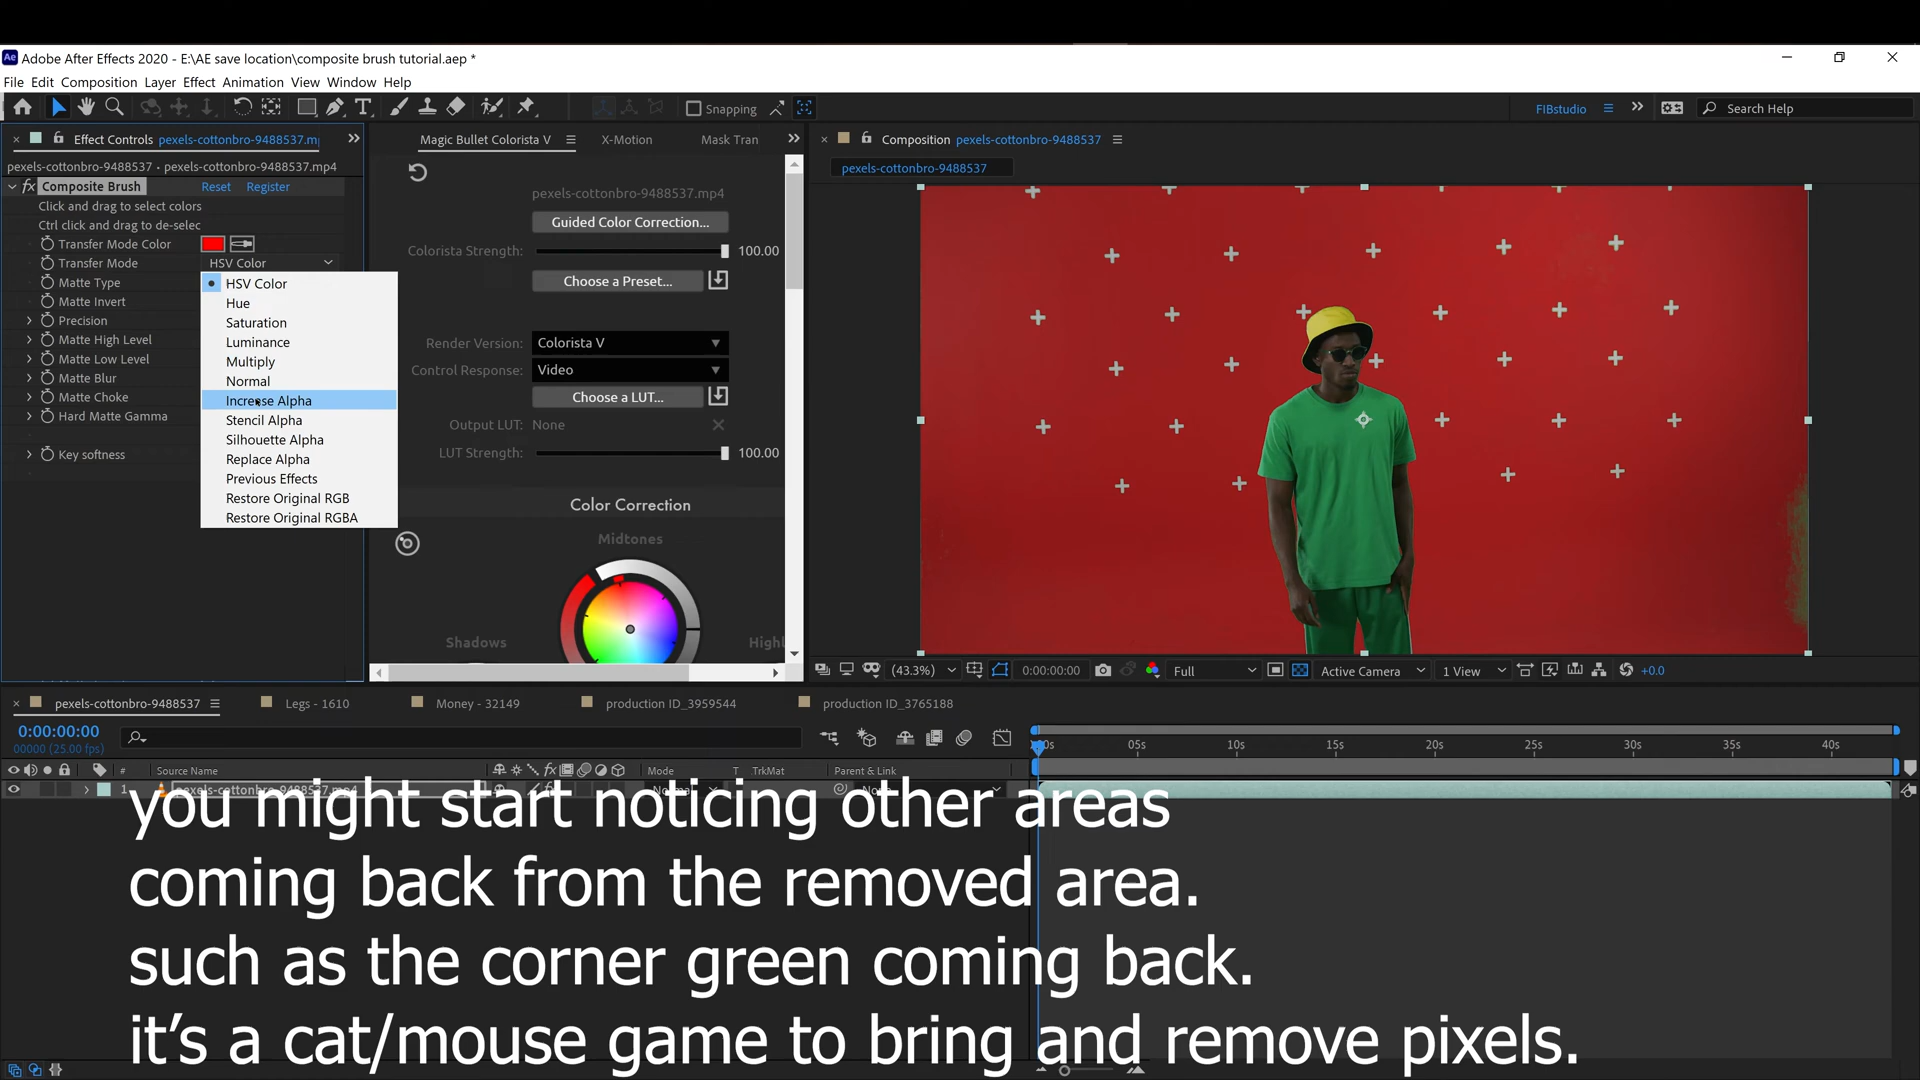 Adobe After Effects 2020 - E:\AE save location\composite brush tutorial.aep *
File Edit Composition Layer Effect Animation View Window Help
Snapping
FIBstudio
Search Help
Effect Controls pexels-cottonbro-9488537.m
Magic Bullet Colorista V
X-Motion
Mask Tran
Composition pexels-cottonbro-9488537
pexels-cottonbro-9488537 • pexels-cottonbro-9488537.mp4
pexels-cottonbro-9488537
fx Composite Brush Reset Register
Click and drag to select colors
Ctrl click and drag to de-selec
Transfer Mode Color
Transfer Mode HSV Color
Matte Type
Matte Invert
Precision
Matte High Level
Matte Low Level
Matte Blur
Matte Choke
Hard Matte Gamma
Key softness
HSV Color
Hue
Saturation
Luminance
Multiply
Normal
Increase Alpha
Stencil Alpha
Silhouette Alpha
Replace Alpha
Previous Effects
Restore Original RGB
Restore Original RGBA
pexels-cottonbro-9488537.mp4
Guided Color Correction...
Colorista Strength: 100.00
Choose a Preset...
Render Version: Colorista V
Control Response: Video
Choose a LUT...
Output LUT: None
LUT Strength: 100.00
Color Correction
Midtones
Shadows
Highl
(43.3%) 0:00:00:00 Full Active Camera 1 View +0.0
pexels-cottonbro-9488537
Legs - 1610
Money - 32149
production ID_3959544
production ID_3765188
0:00:00:00
00000 (25.00 fps)
05s 10s 15s 20s 25s 30s 35s 40s
# Source Name fx Mode T .TrkMat Parent & Link
1 pexels-cottonbro-9488537.mp4
you might start noticing other areas
coming back from the removed area.
such as the corner green coming back.
it’s a cat/mouse game to bring and remove pixels.